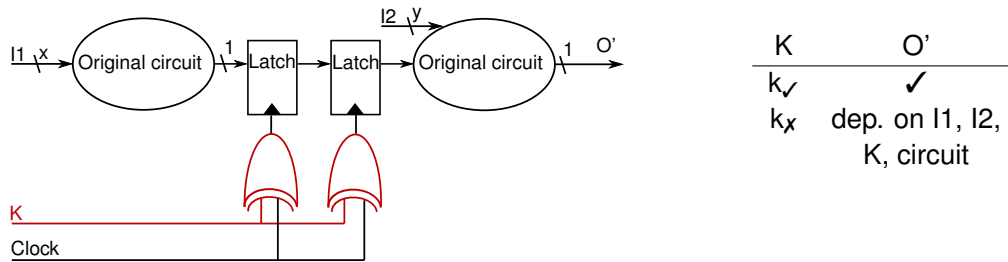 I1 x Original circuit 1 Latch Latch I2 y Original circuit 1 O'
K
Clock
K O'
k✓ ✓
k✗ dep. on I1, I2,
K, circuit